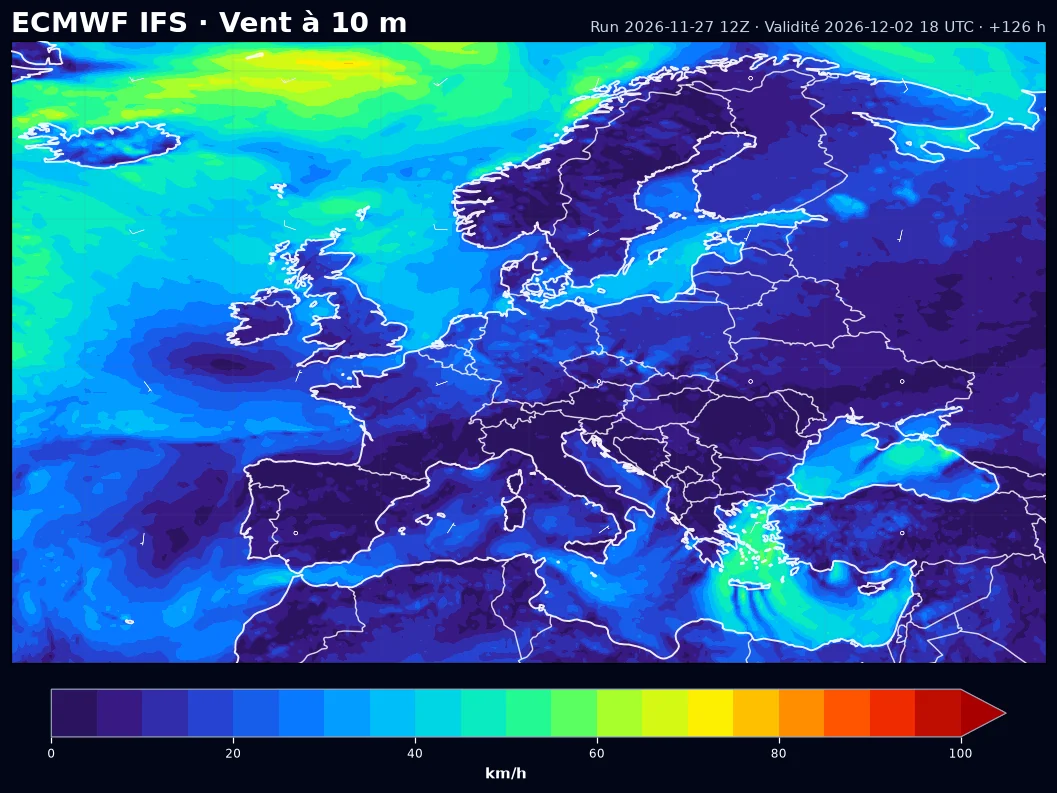 ECMWF IFS · Vent à 10 m
Run 2026-11-27 12Z · Validité 2026-12-02 18 UTC · +126 h
0 20 40 60 80 100
km/h